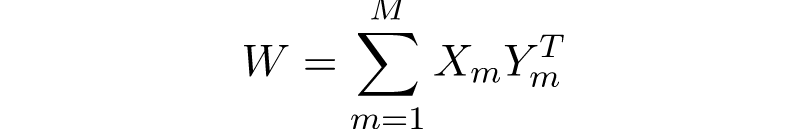 W = \sum_{m=1}^{M} X_m Y_m^T